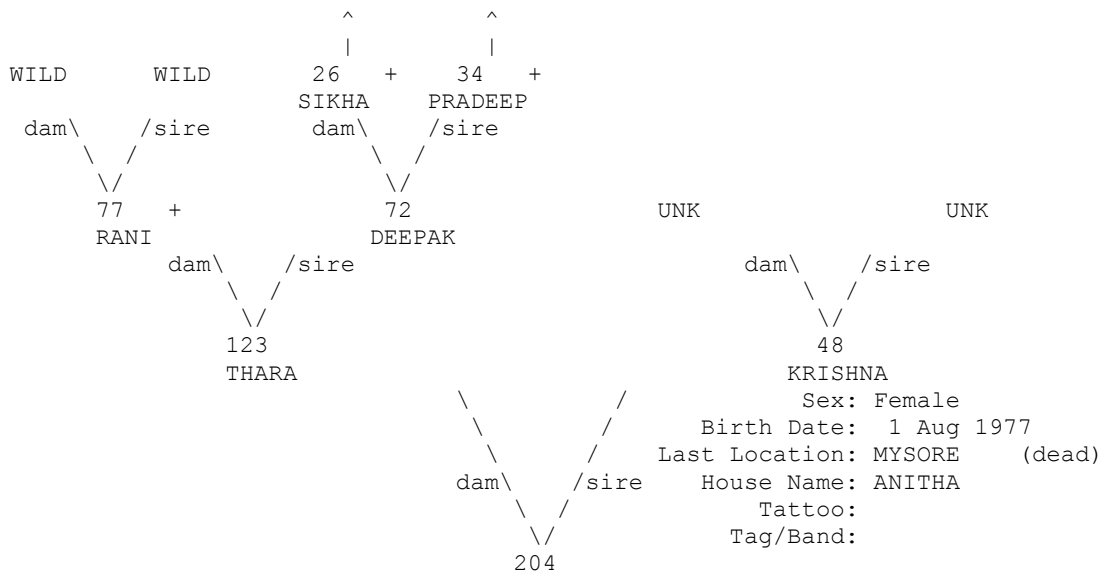 ^ ^
| |
WILD WILD 26 + 34 +
SIKHA PRADEEP
dam\ /sire dam\ /sire
\ / \ /
\/ \/
77 + 72 UNK UNK
RANI DEEPAK
dam\ /sire dam\ /sire
\ / \ /
\/ \/
123 48
THARA KRISHNA
\ / Sex: Female
\ / Birth Date: 1 Aug 1977
\ / Last Location: MYSORE (dead)
dam\ /sire House Name: ANITHA
\ / Tattoo:
\/ Tag/Band:
204